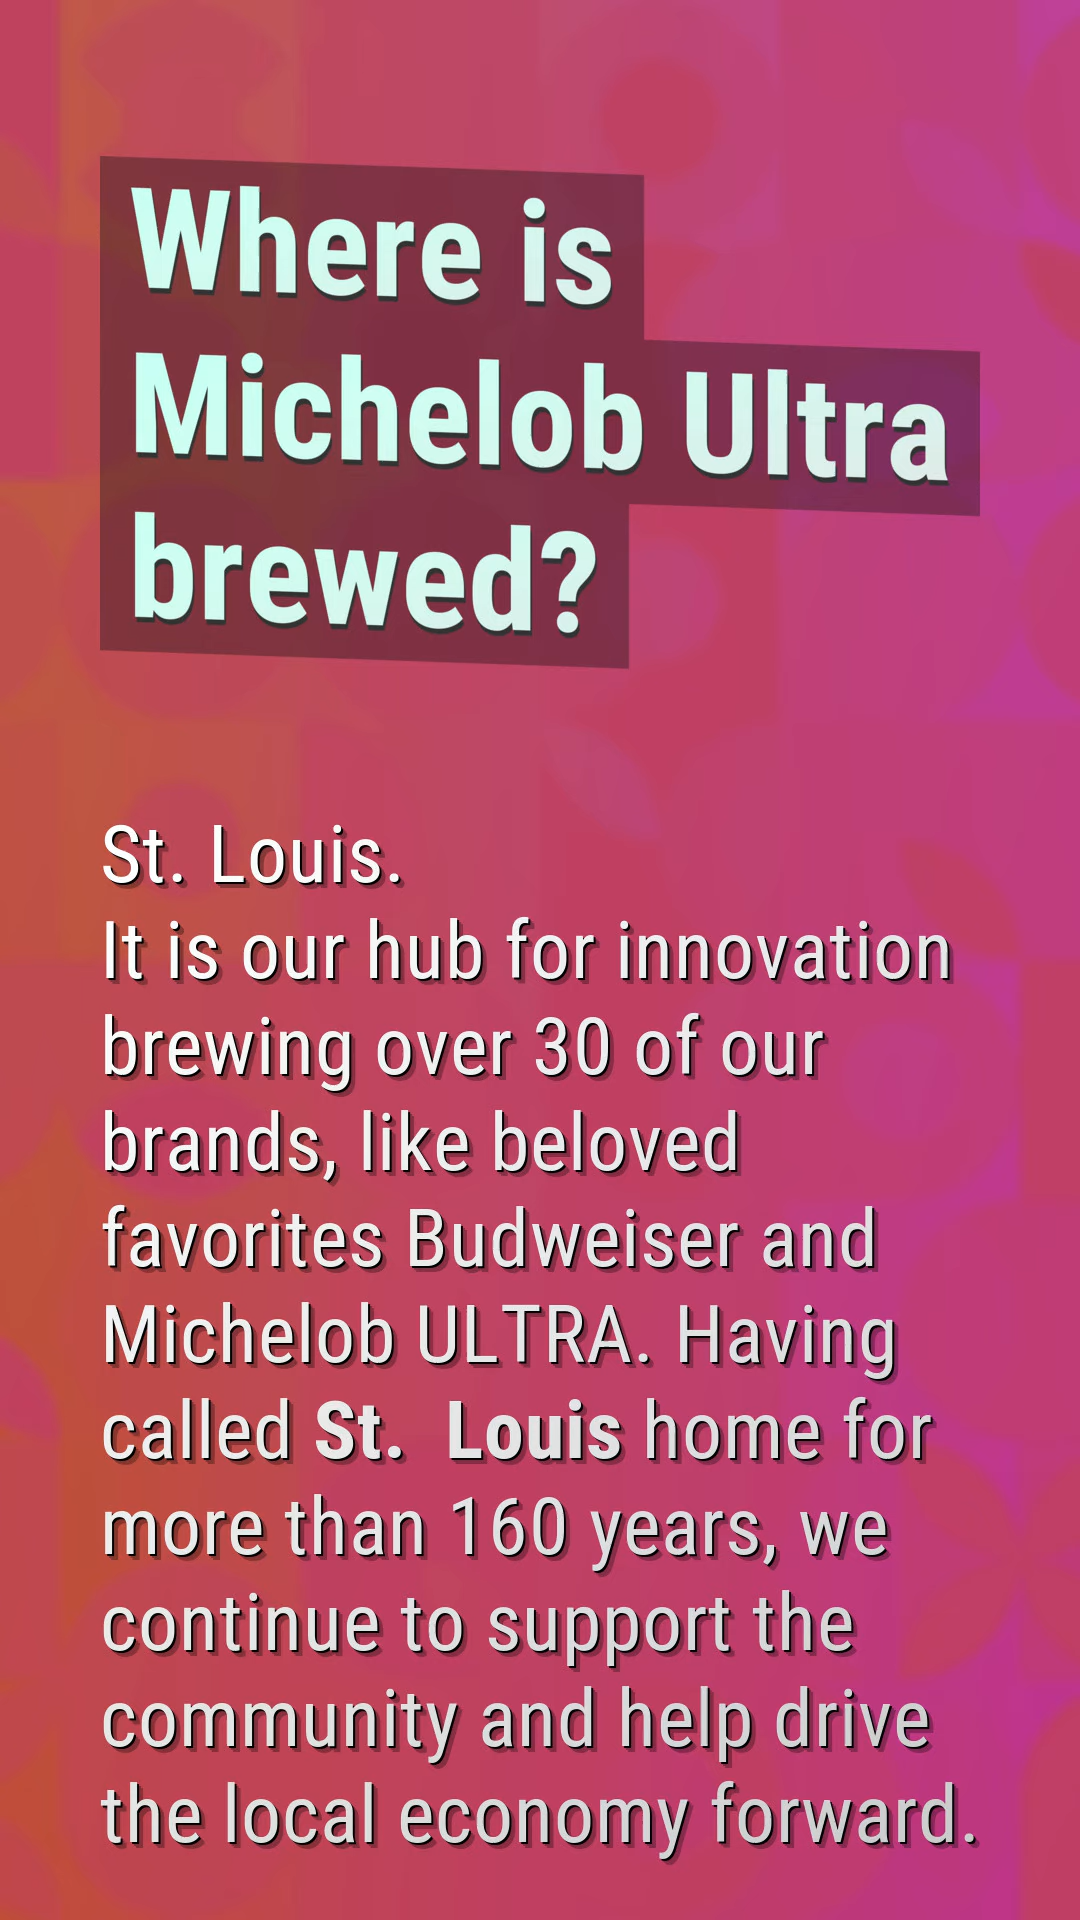 Where is
Michelob Ultra
brewed?
St. Louis.
It is our hub for innovation
brewing over 30 of our
brands, like beloved
favorites Budweiser and
Michelob ULTRA. Having
called St.  Louis home for
more than 160 years, we
continue to support the
community and help drive
the local economy forward.